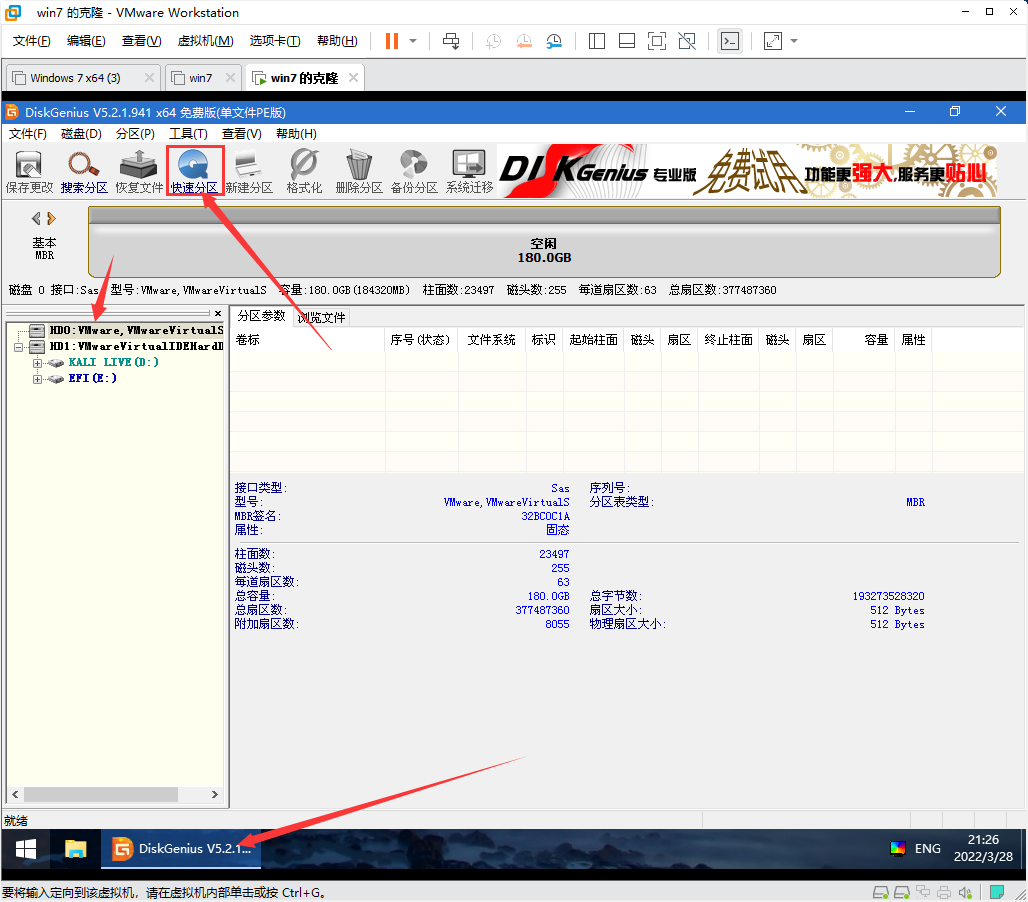 win7 的克隆 - VMware Workstation
文件(F) 编辑(E) 查看(V) 虚拟机(M) 选项卡(T) 帮助(H)
Windows 7 x64 (3) win7 win7 的克隆
DiskGenius V5.2.1.941 x64 免费版(单文件PE版)
文件(F) 磁盘(D) 分区(P) 工具(T) 查看(V) 帮助(H)
保存更改 搜索分区 恢复文件 快速分区 新建分区 格式化 删除分区 备份分区 系统迁移
DISKGenius 专业版 免费试用 功能更强大,服务更贴心
基本
MBR
空闲
180.0GB
磁盘 0 接口:Sas 型号:VMware,VMwareVirtualS 容量:180.0GB(184320MB) 柱面数:23497 磁头数:255 每道扇区数:63 总扇区数:377487360
HD0:VMware,VMwareVirtualS
HD1:VMwareVirtualIDEHardD
KALI LIVE(D:)
EFI(E:)
分区参数 浏览文件
卷标 序号(状态) 文件系统 标识 起始柱面 磁头 扇区 终止柱面 磁头 扇区 容量 属性
接口类型: Sas 序列号:
型号: VMware,VMwareVirtualS 分区表类型: MBR
MBR签名: 32BC0C1A
属性: 固态
柱面数: 23497
磁头数: 255
每道扇区数: 63
总容量: 180.0GB 总字节数: 193273528320
总扇区数: 377487360 扇区大小: 512 Bytes
附加扇区数: 8055 物理扇区大小: 512 Bytes
就绪
DiskGenius V5.2.1... ENG
21:26
2022/3/28
要将输入定向到该虚拟机，请在虚拟机内部单击或按 Ctrl+G。